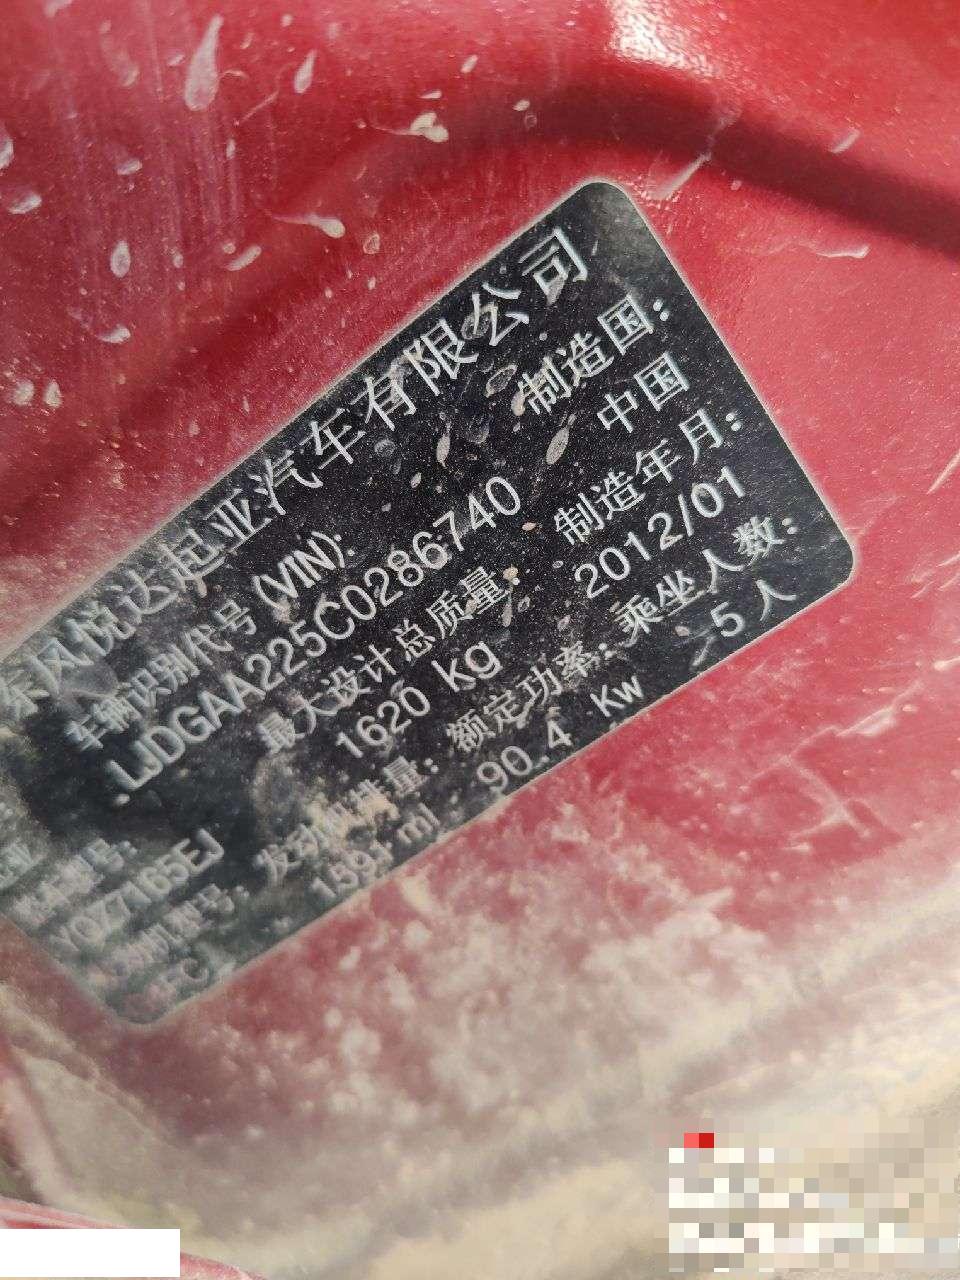 东风悦达起亚汽车有限公司
车辆识别代号 (VIN):
制造国:
LJDGAA225C0286740
中国
最大设计总质量:
制造年月:
1620 kg
2012/01
额定功率:
乘坐人数:
90.4 Kw
5 人
发动机排量:
1591 ml
YQZ7165EJ